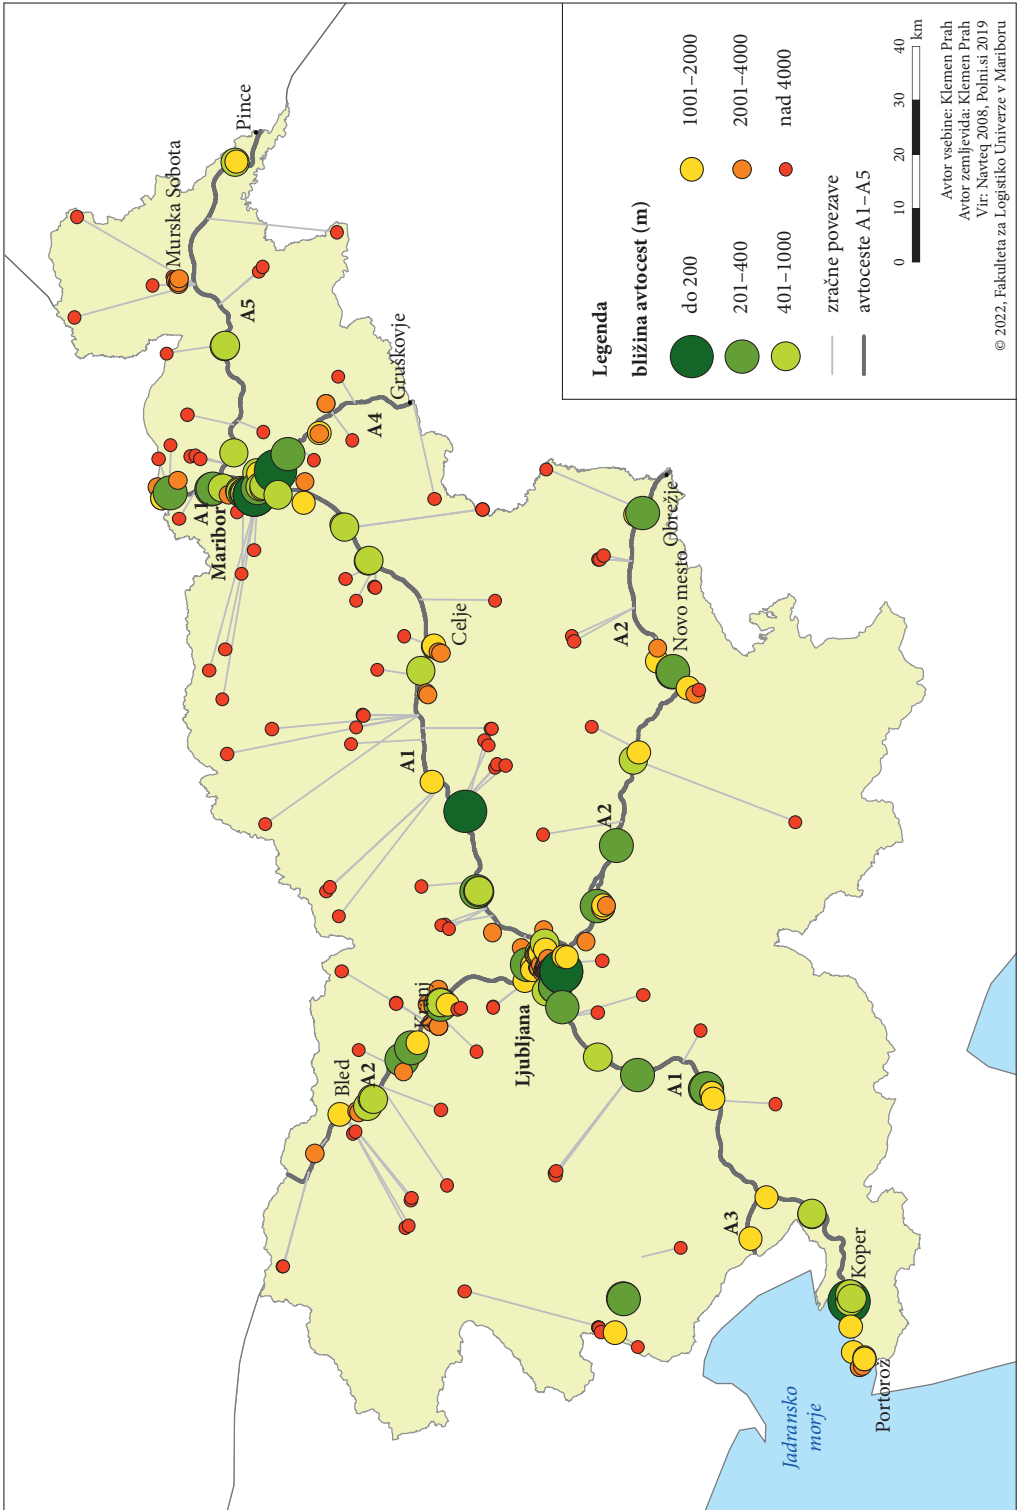 Pince
Murska Sobota
A5
A1
Maribor
A4
Gruškovje
Celje
A1
Obrežje
Novo mesto
A2
A2
Kranj
Bled
A2
Ljubljana
A1
A3
Koper
Portorož
Jadransko
morje
Legenda
bližina avtocest (m)
do 200
201–400
401–1000
1001–2000
2001–4000
nad 4000
zračne povezave
avtoceste A1–A5
0 10 20 30 40
km
Avtor vsebine: Klemen Prah
Avtor zemljevida: Klemen Prah
Vir: Navteq 2008, Polni.si 2019
© 2022, Fakulteta za Logistiko Univerze v Mariboru